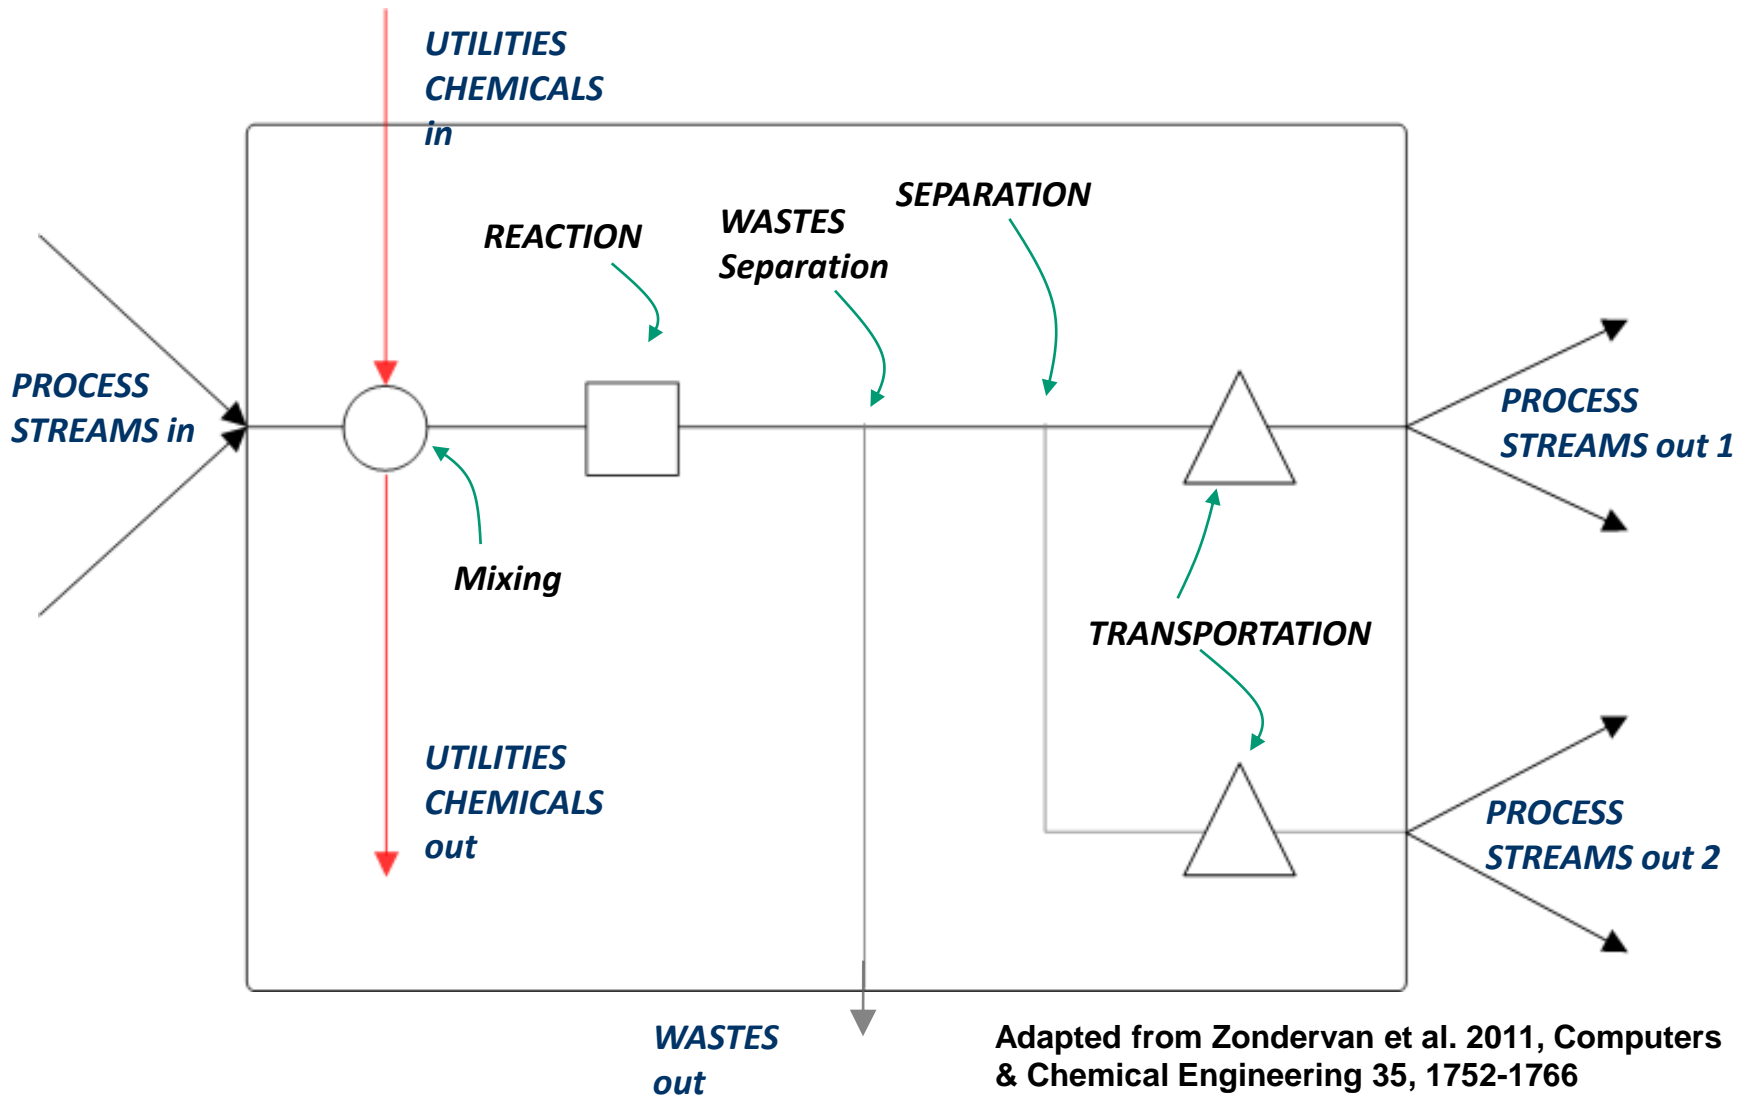 UTILITIES
CHEMICALS
in
SEPARATION
WASTES
Separation
REACTION
PROCESS
STREAMS in
PROCESS
STREAMS out 1
Mixing
TRANSPORTATION
UTILITIES
CHEMICALS
out
PROCESS
STREAMS out 2
WASTES
out
Adapted from Zondervan et al. 2011, Computers
& Chemical Engineering 35, 1752-1766